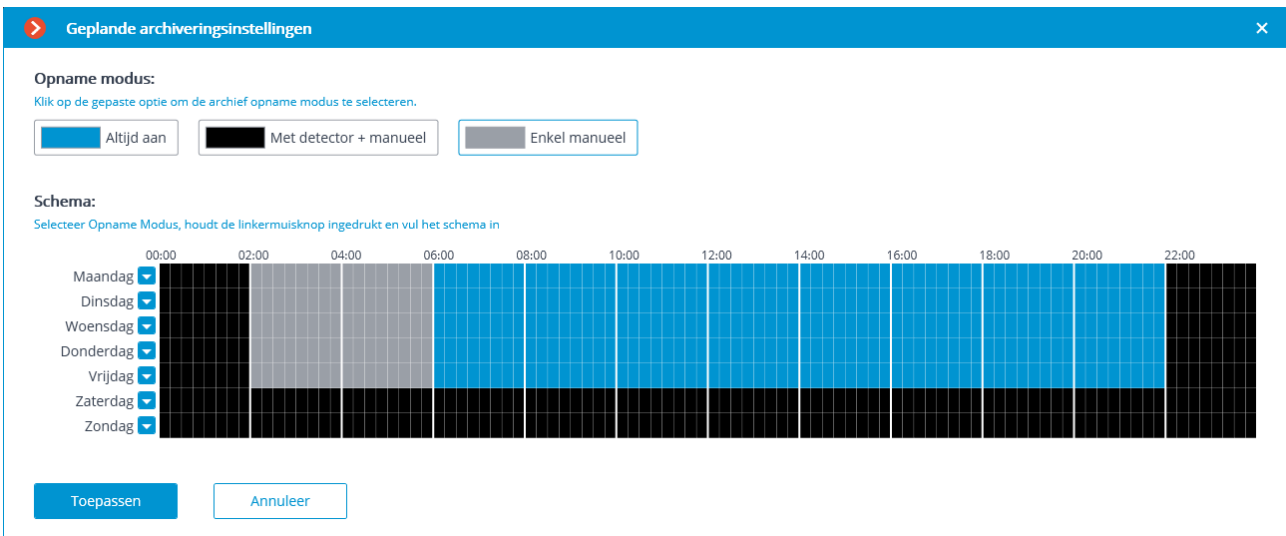 Geplande archiveringsinstellingen
Opname modus:
Klik op de gepaste optie om de archief opname modus te selecteren.
Altijd aan Met detector + manueel Enkel manueel
Schema:
Selecteer Opname Modus, houdt de linkermuisknop ingedrukt en vul het schema in
00:00 02:00 04:00 06:00 08:00 10:00 12:00 14:00 16:00 18:00 20:00 22:00
Maandag
Dinsdag
Woensdag
Donderdag
Vrijdag
Zaterdag
Zondag
Toepassen Annuleer